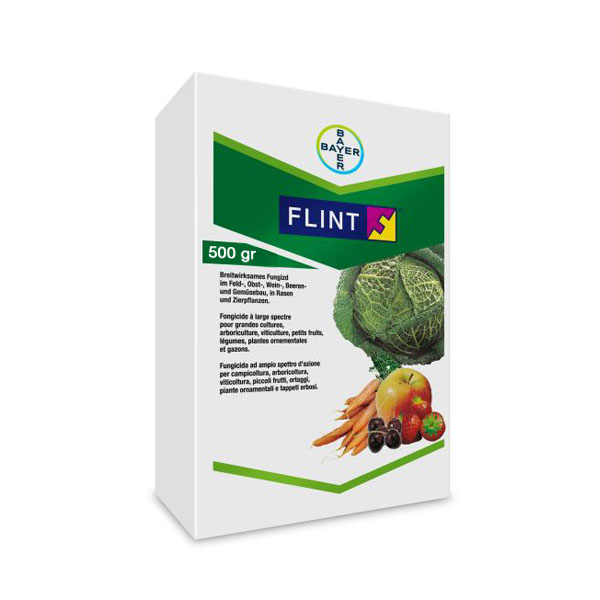 BAYER
BAYER
FLINT
500 gr
Breitwirksames Fungizd
im Feld-, Obst-, Wein-, Beeren-
und Gemüsebau, in Rasen
und Zierpflanzen.
Fongicide à large spectre
pour grandes cultures,
arboriculture, viticulture, petits fruits,
légumes, plantes ornementales
et gazons.
Fungicida ad ampio spettro d'azione
per campicoltura, arboricoltura,
viticoltura, piccoli frutti, ortaggi,
piante ornamentali e tappeti erbosi.